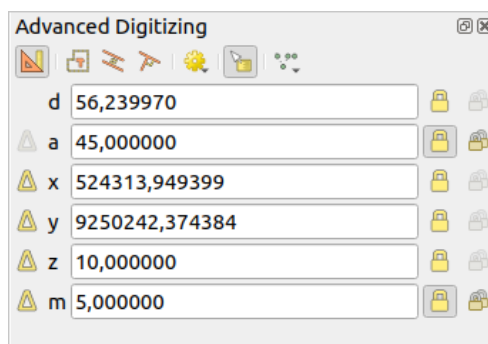 Advanced Digitizing
d 56,239970
a 45,000000
x 524313,949399
y 9250242,374384
z 10,000000
m 5,000000